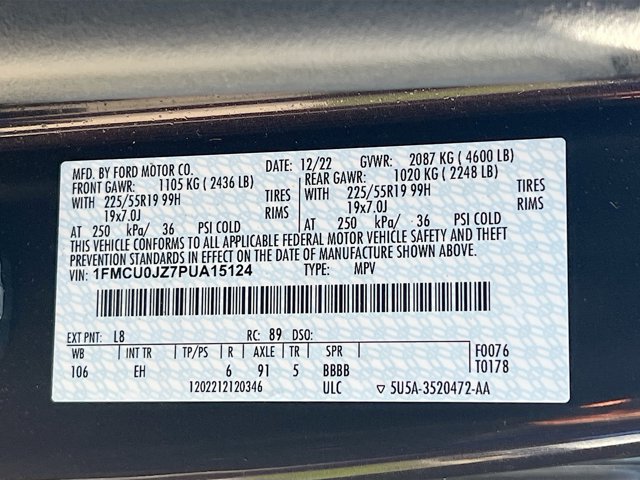 MFD. BY FORD MOTOR CO. DATE: 12/22 GVWR: 2087 KG ( 4600 LB)
FRONT GAWR: 1105 KG ( 2436 LB) REAR GAWR: 1020 KG ( 2248 LB)
WITH 225/55R19 99H TIRES WITH 225/55R19 99H TIRES
19x7.0J RIMS 19x7.0J RIMS
AT 250 kPa/ 36 PSI COLD AT 250 kPa/ 36 PSI COLD
THIS VEHICLE CONFORMS TO ALL APPLICABLE FEDERAL MOTOR VEHICLE SAFETY AND THEFT
PREVENTION STANDARDS IN EFFECT ON THE DATE OF MANUFACTURE SHOWN ABOVE.
VIN: 1FMCU0JZ7PUA15124 TYPE: MPV
EXT PNT: L8 RC: 89 DSO:
WB INT TR TP/PS R AXLE TR SPR F0076
106 EH 6 91 5 BBBB T0178
1202212120346 ULC ▽ 5U5A-3520472-AA